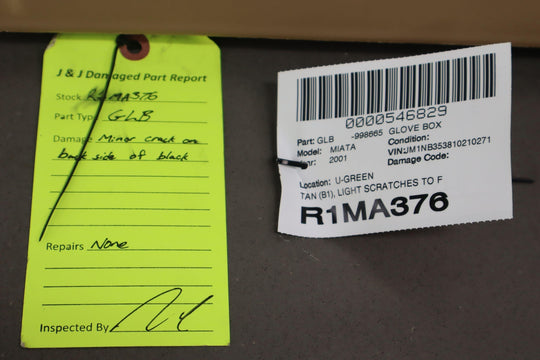 J & J Damaged Part Report
Stock R1MA376
Part Type GLB
Damage Minor crack on
back side of black
Repairs None
Inspected By
0000546829
Part: GLB -998665 GLOVE BOX
Model: MIATA Condition:
Year: 2001 VIN:JM1NB353810210271
Damage Code:
Location: U-GREEN
TAN (B1), LIGHT SCRATCHES TO F
R1MA376